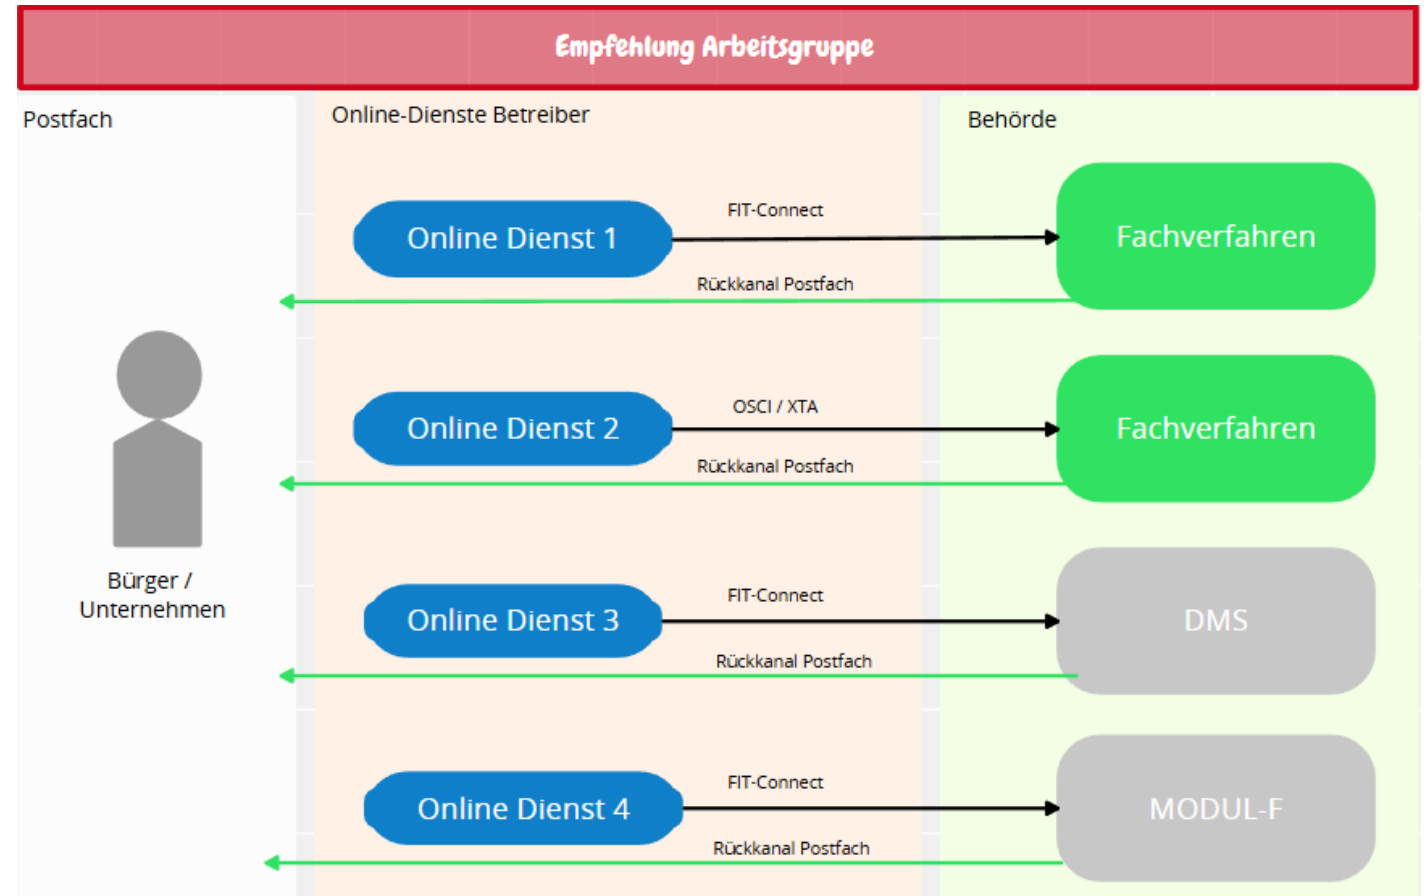 Empfehlung Arbeitsgruppe
Postfach
Online-Dienste Betreiber
Behörde
FIT-Connect
Online Dienst 1
Fachverfahren
Rückkanal Postfach
OSCI / XTA
Online Dienst 2
Fachverfahren
Rückkanal Postfach
Bürger /
Unternehmen
FIT-Connect
Online Dienst 3
DMS
Rückkanal Postfach
FIT-Connect
Online Dienst 4
MODUL-F
Rückkanal Postfach